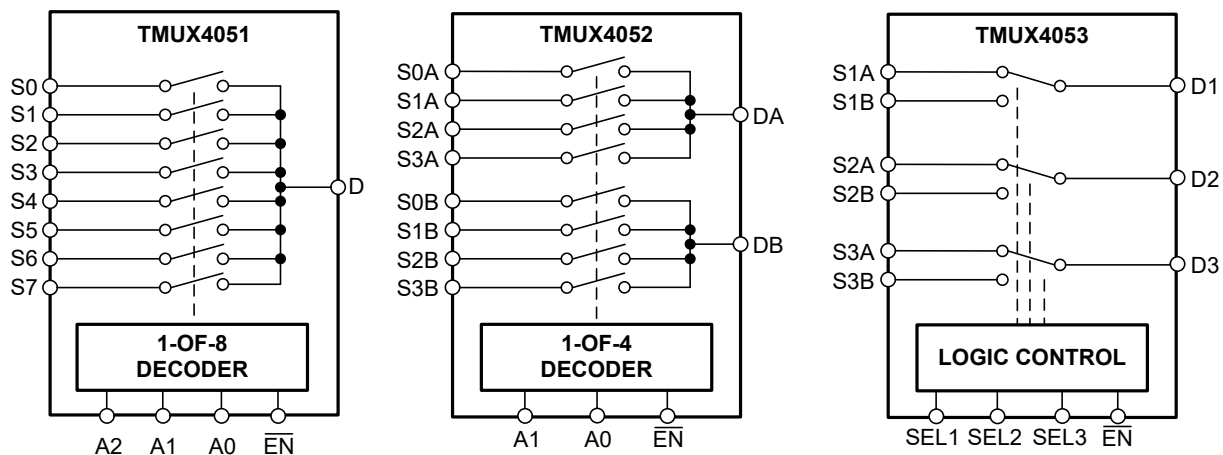 TMUX4051
S0
S1
S2
S3
S4
S5
S6
S7
D
1-OF-8
DECODER
A2 A1 A0 EN
TMUX4052
S0A
S1A
S2A
S3A
DA
S0B
S1B
S2B
S3B
DB
1-OF-4
DECODER
A1 A0 EN
TMUX4053
S1A
S1B
D1
S2A
S2B
D2
S3A
S3B
D3
LOGIC CONTROL
SEL1 SEL2 SEL3 EN